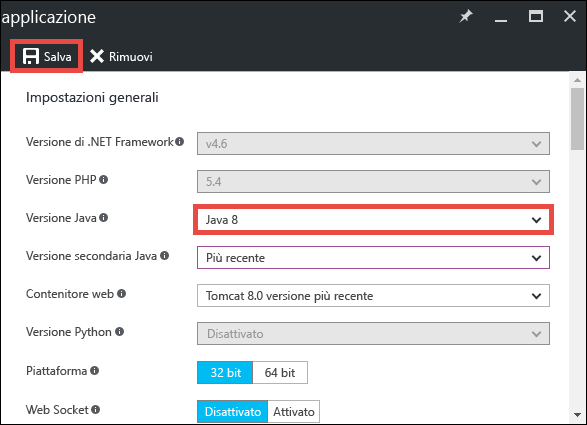 applicazione
Salva Rimuovi
Impostazioni generali
Versione di .NET Framework v4.6
Versione PHP 5.4
Versione Java Java 8
Versione secondaria Java Più recente
Contenitore web Tomcat 8.0 versione più recente
Versione Python Disattivato
Piattaforma 32 bit 64 bit
Web Socket Disattivato Attivato